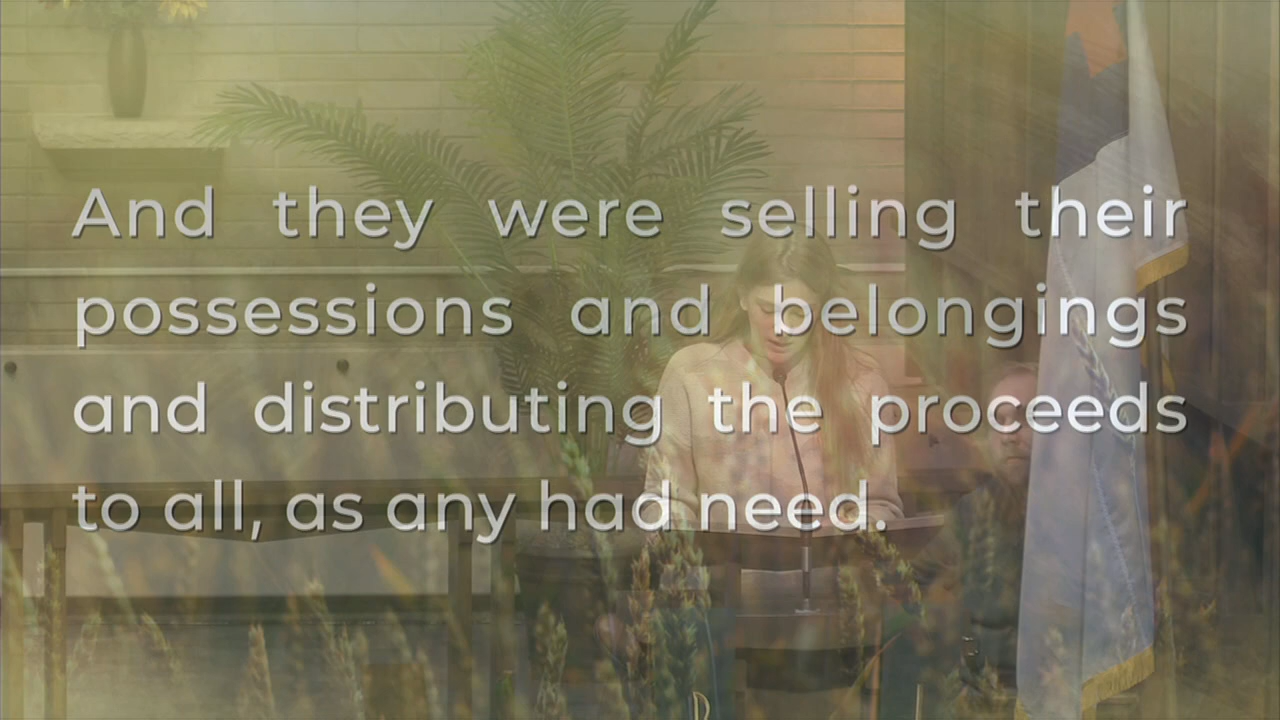 And they were selling their
possessions and belongings
and distributing the proceeds
to all, as any had need.